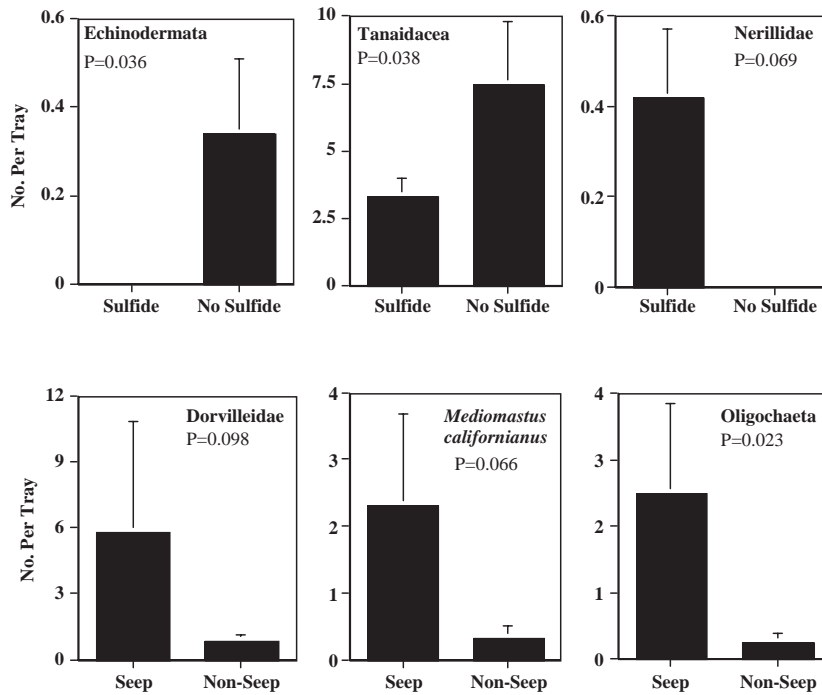 0.6
Echinodermata
P=0.036
0.4
0.2
0
No. Per Tray
Sulfide
No Sulfide
10
Tanaidacea
P=0.038
7.5
5
2.5
0
Sulfide
No Sulfide
0.6
Nerillidae
P=0.069
0.4
0.2
0
Sulfide
No Sulfide
12
Dorvilleidae
P=0.098
9
6
3
0
No. Per Tray
Seep
Non-Seep
4
Mediomastus
californianus
P=0.066
3
2
1
0
Seep
Non-Seep
4
Oligochaeta
P=0.023
3
2
1
0
Seep
Non-Seep